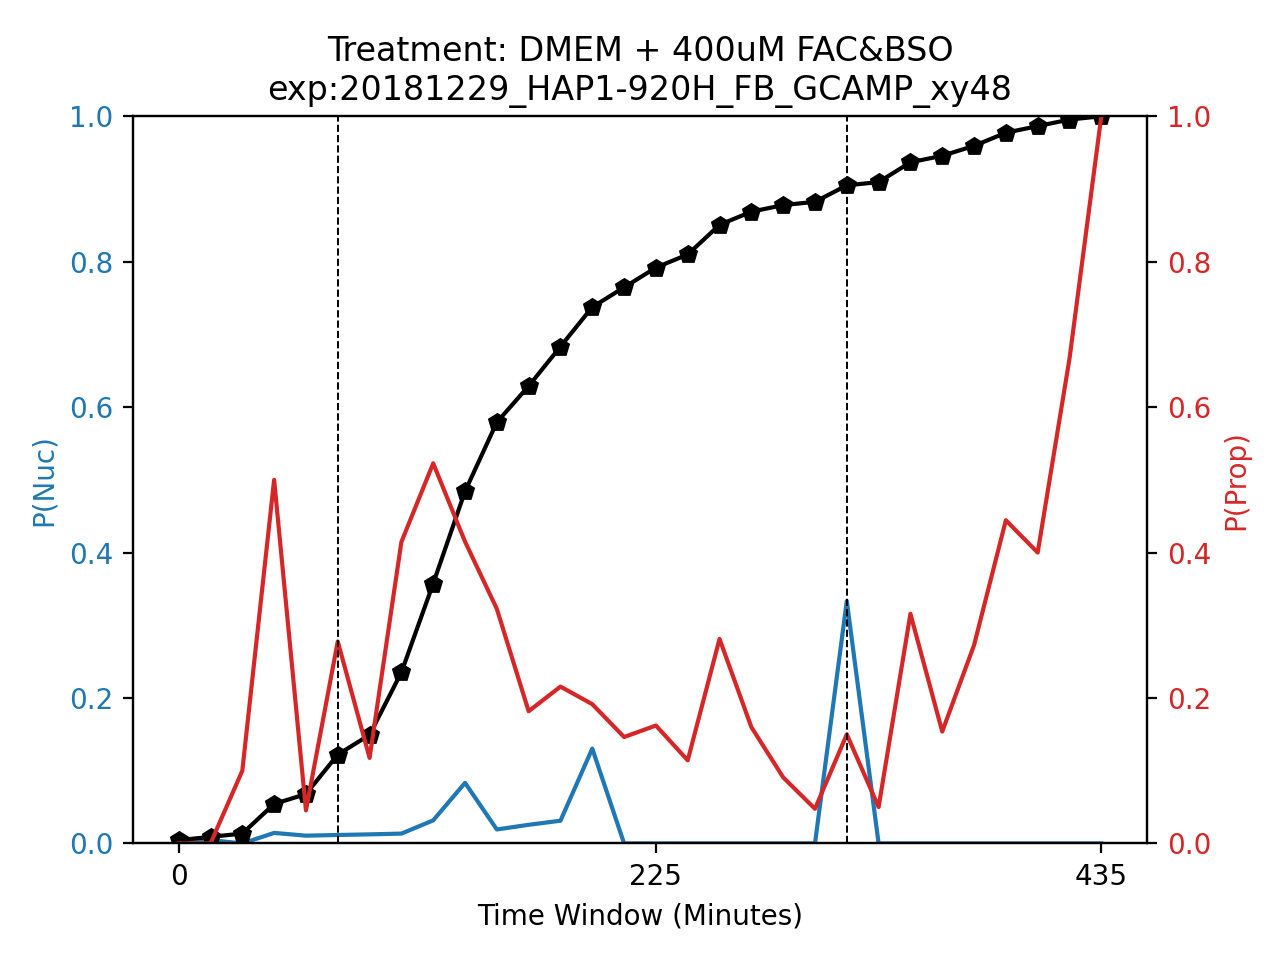 Treatment: DMEM + 400uM FAC&BSO
exp:20181229_HAP1-920H_FB_GCAMP_xy48
1.0
0.8
0.6
0.4
0.2
0.0
P(Nuc)
1.0
0.8
0.6
0.4
0.2
0.0
P(Prop)
0 225 435
Time Window (Minutes)